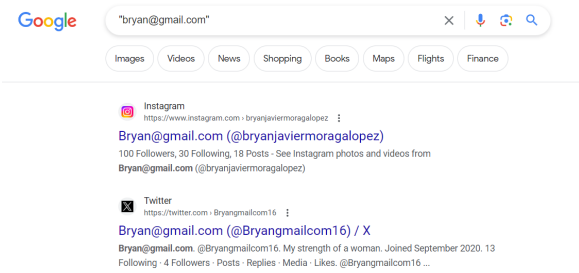 Google
"bryan@gmail.com"
Images Videos News Shopping Books Maps Flights Finance
Instagram
https://www.instagram.com › bryanjaviermoragalopez
Bryan@gmail.com (@bryanjaviermoragalopez)
100 Followers, 30 Following, 18 Posts - See Instagram photos and videos from
Bryan@gmail.com (@bryanjaviermoragalopez)
Twitter
https://twitter.com › Bryangmailcom16
Bryan@gmail.com (@Bryangmailcom16) / X
Bryan@gmail.com. @Bryangmailcom16. My strength of a woman. Joined September 2020. 13
Following · 4 Followers · Posts · Replies · Media · Likes. @Bryangmailcom16 ...